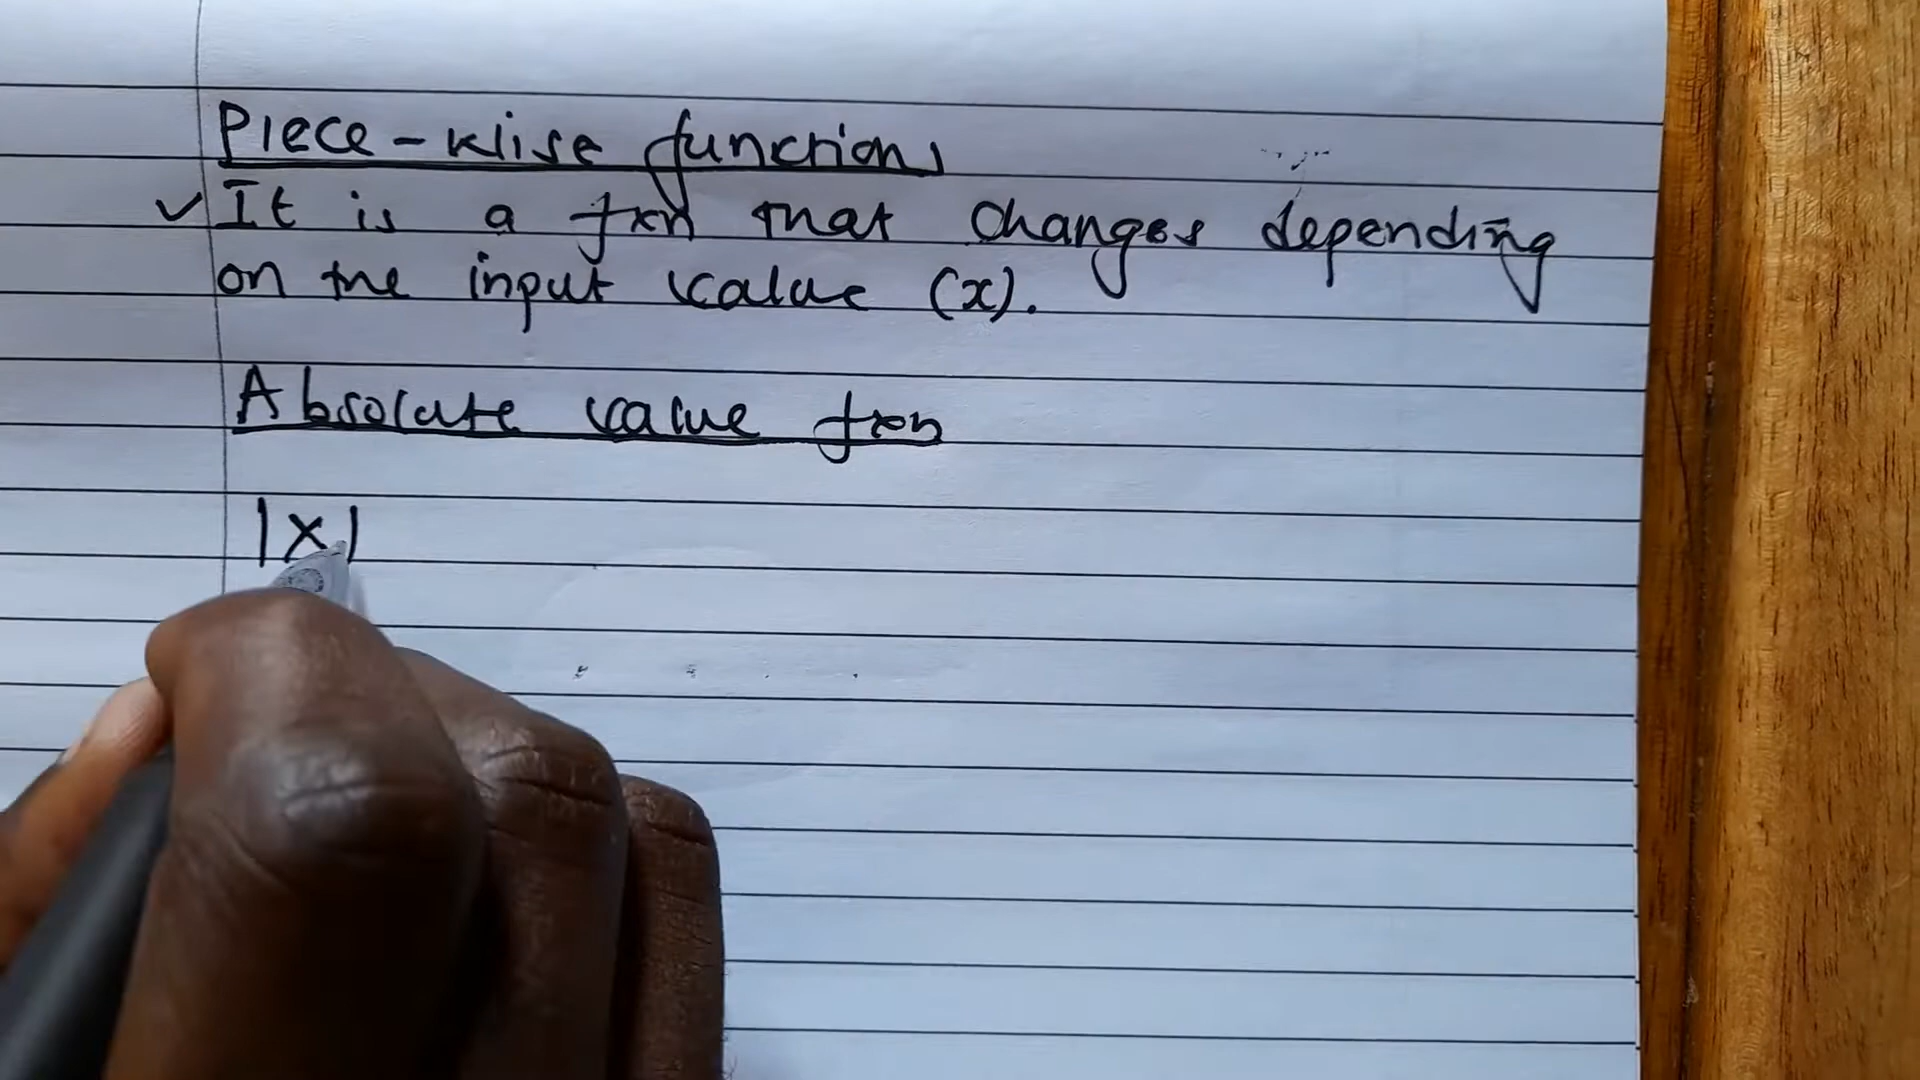 Piece-wise functions
✓ It is a fxn that changes depending
on the input value (x).
Absolute value fxn
|x|